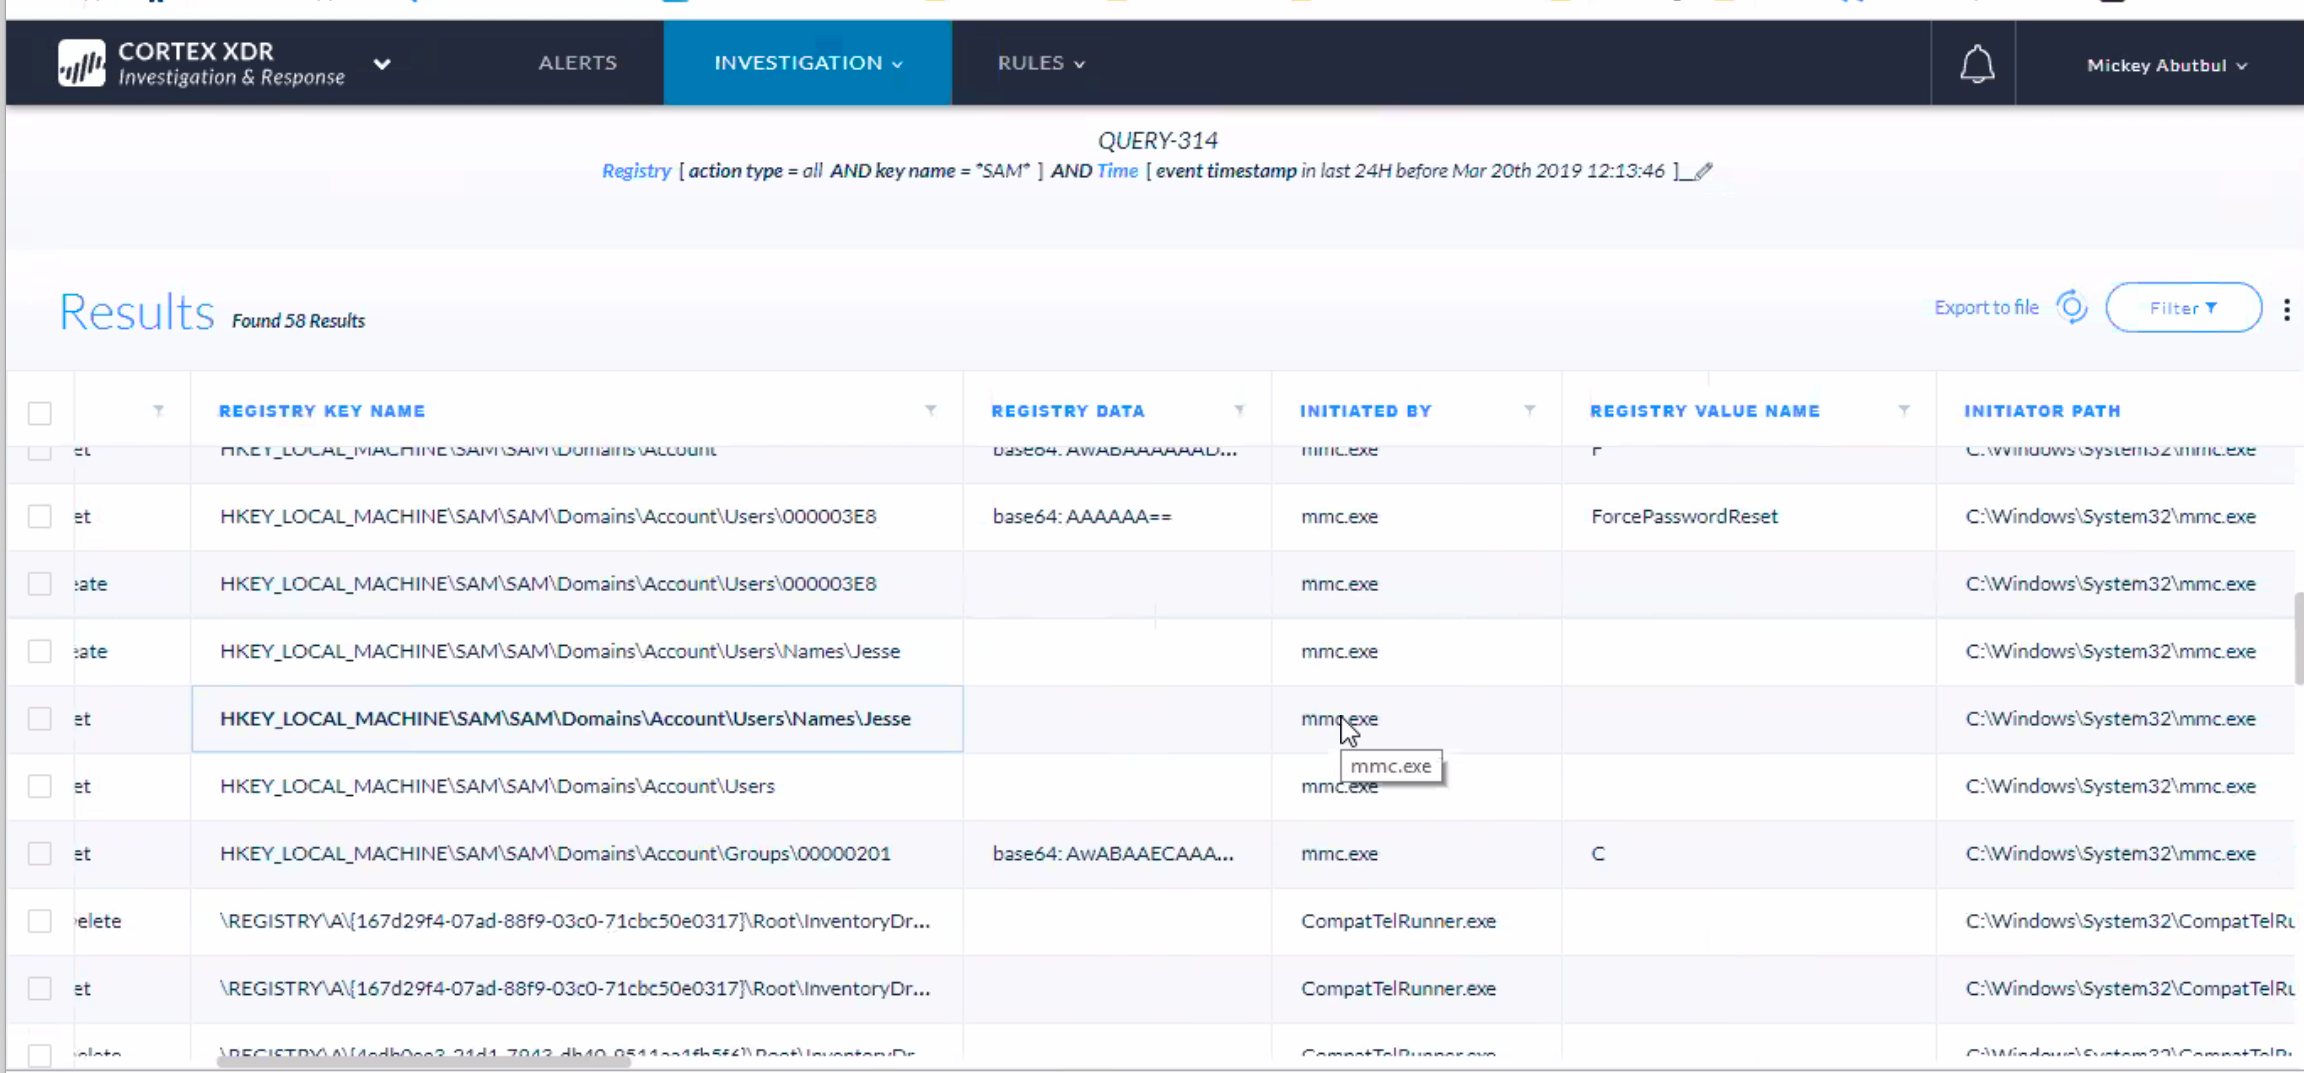 CORTEX XDR
Investigation & Response
ALERTS
INVESTIGATION
RULES
Mickey Abutbul
QUERY-314
Registry [ action type = all AND key name = *SAM* ] AND Time [ event timestamp in last 24H before Mar 20th 2019 12:13:46 ]
Results Found 58 Results
Export to file
Filter
REGISTRY KEY NAME REGISTRY DATA INITIATED BY REGISTRY VALUE NAME INITIATOR PATH
et HKEY_LOCAL_MACHINE\SAM\SAM\Domains\Account mmc.exe F C:\Windows\System32\mmc.exe
et HKEY_LOCAL_MACHINE\SAM\SAM\Domains\Account\Users\000003E8 base64: AAAAAA== mmc.exe ForcePasswordReset C:\Windows\System32\mmc.exe
eate HKEY_LOCAL_MACHINE\SAM\SAM\Domains\Account\Users\000003E8 mmc.exe C:\Windows\System32\mmc.exe
eate HKEY_LOCAL_MACHINE\SAM\SAM\Domains\Account\Users\Names\Jesse mmc.exe C:\Windows\System32\mmc.exe
et HKEY_LOCAL_MACHINE\SAM\SAM\Domains\Account\Users\Names\Jesse mmc.exe C:\Windows\System32\mmc.exe
mmc.exe
et HKEY_LOCAL_MACHINE\SAM\SAM\Domains\Account\Users mmc.exe C:\Windows\System32\mmc.exe
et HKEY_LOCAL_MACHINE\SAM\SAM\Domains\Account\Groups\00000201 base64: AwABAAECAAA... mmc.exe C C:\Windows\System32\mmc.exe
elete \REGISTRY\A\{167d29f4-07ad-88f9-03c0-71cbc50e0317}\Root\InventoryDr... CompatTelRunner.exe C:\Windows\System32\CompatTelRu
et \REGISTRY\A\{167d29f4-07ad-88f9-03c0-71cbc50e0317}\Root\InventoryDr... CompatTelRunner.exe C:\Windows\System32\CompatTelRu